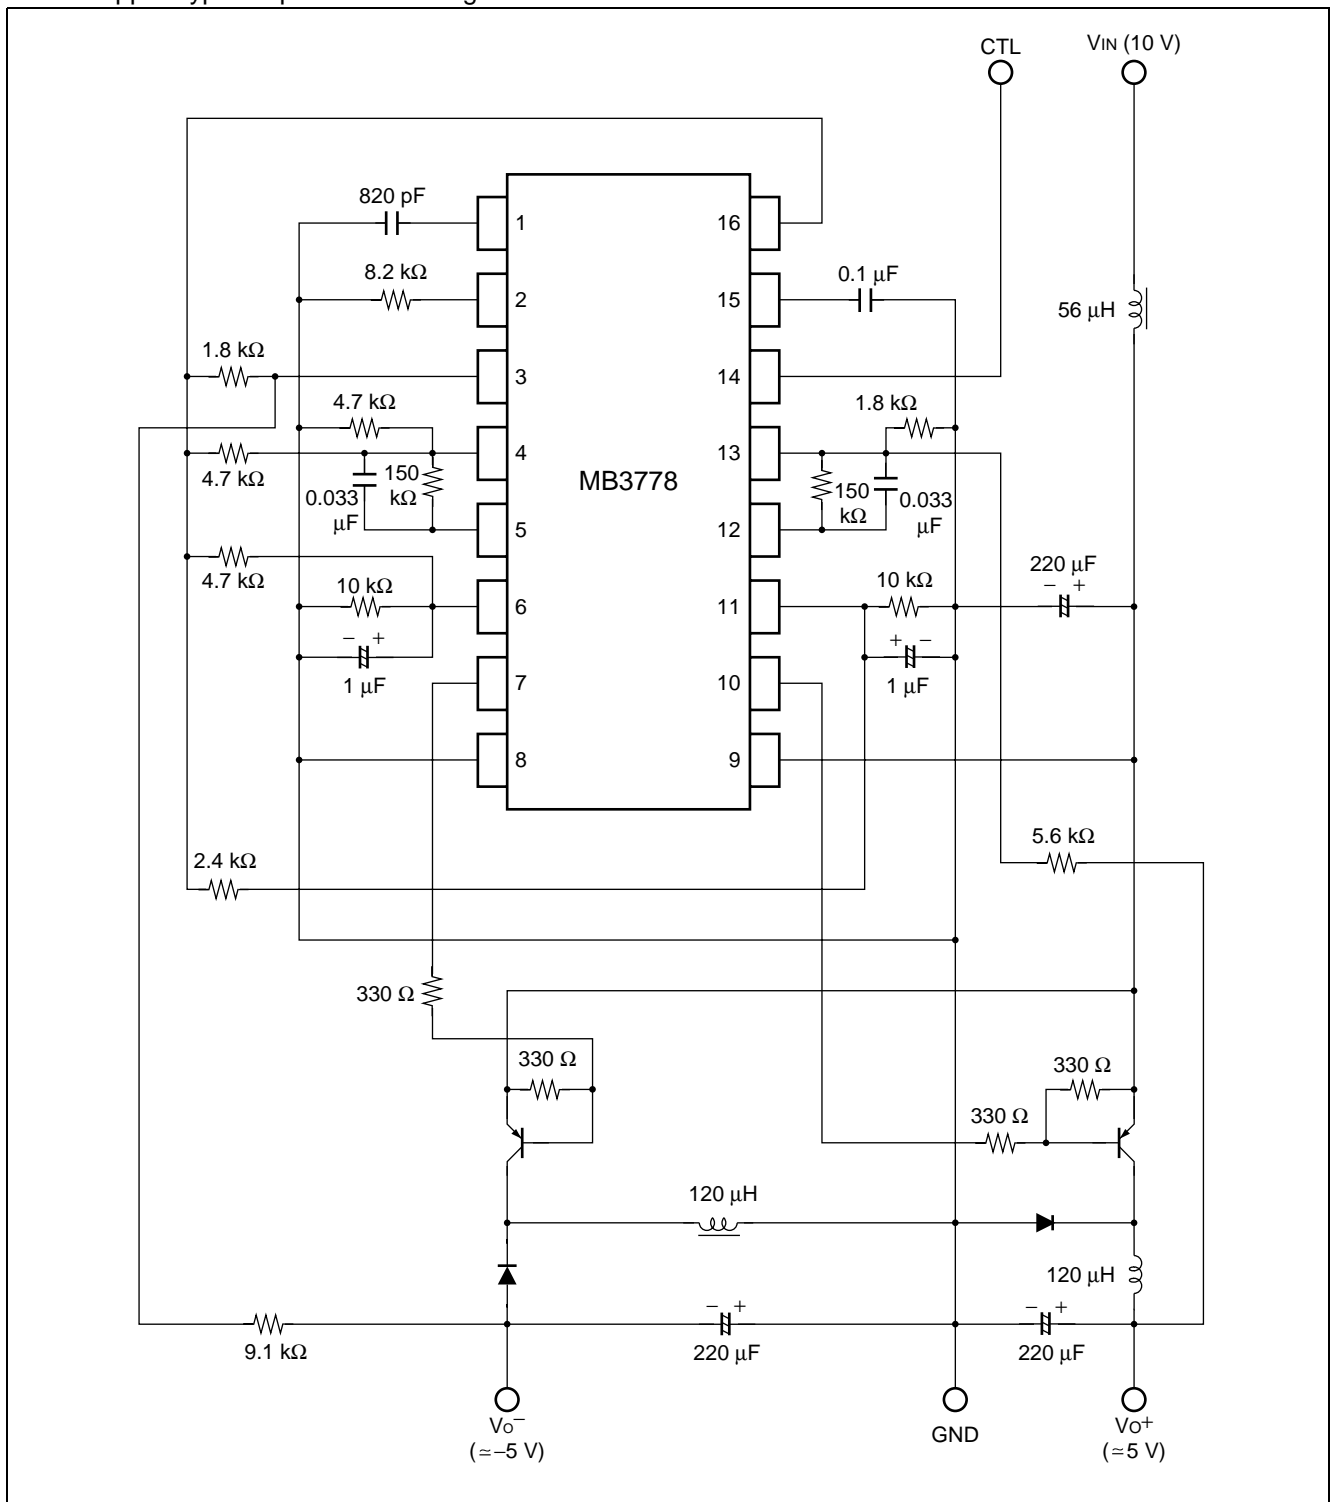 CTL
VIN (10 V)
820 pF
1
16
8.2 kΩ
2
15
0.1 μF
56 μH
1.8 kΩ
3
14
4.7 kΩ
1.8 kΩ
4
13
4.7 kΩ
0.033
μF
150
kΩ
MB3778
150
kΩ
0.033
μF
5
12
4.7 kΩ
220 μF
− +
10 kΩ
6
11
10 kΩ
− +
1 μF
+ −
1 μF
7
10
8
9
5.6 kΩ
2.4 kΩ
330 Ω
330 Ω
330 Ω
330 Ω
120 μH
120 μH
− +
− +
9.1 kΩ
220 μF
220 μF
VO−
(≃−5 V)
GND
VO+
(≃5 V)